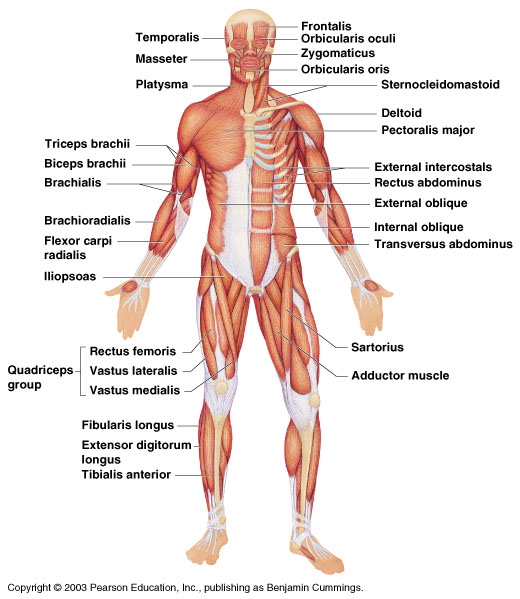 Frontalis
Temporalis
Orbicularis oculi
Zygomaticus
Masseter
Orbicularis oris
Platysma
Sternocleidomastoid
Deltoid
Pectoralis major
Triceps brachii
Biceps brachii
External intercostals
Brachialis
Rectus abdominus
External oblique
Brachioradialis
Internal oblique
Flexor carpi
radialis
Transversus abdominus
Iliopsoas
Sartorius
Rectus femoris
Quadriceps
group
Vastus lateralis
Adductor muscle
Vastus medialis
Fibularis longus
Extensor digitorum
longus
Tibialis anterior
Copyright © 2003 Pearson Education, Inc., publishing as Benjamin Cummings.